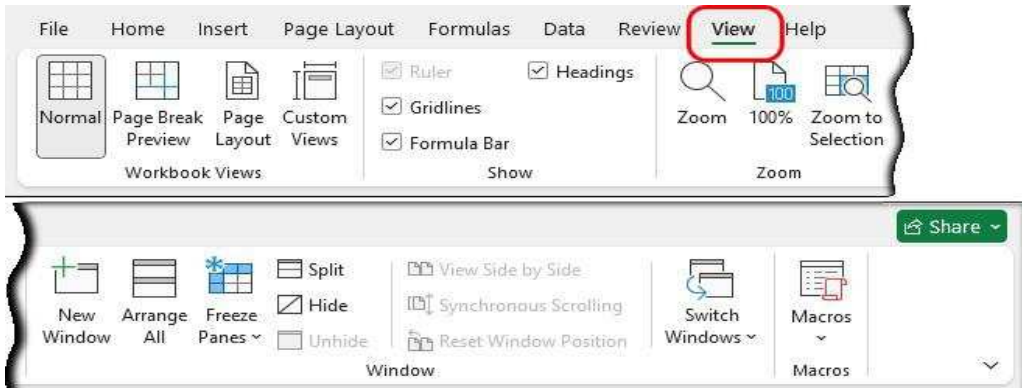 File Home Insert Page Layout Formulas Data Review View Help
Ruler Headings
Gridlines
Formula Bar
Normal Page Break Page Custom Zoom 100 100% Zoom to
Preview Layout Views Selection
Workbook Views Show Zoom
Share
Split View Side by Side
Hide Synchronous Scrolling
Unhide Reset Window Position
New Arrange Freeze Switch Macros
Window All Panes Windows
Window Macros